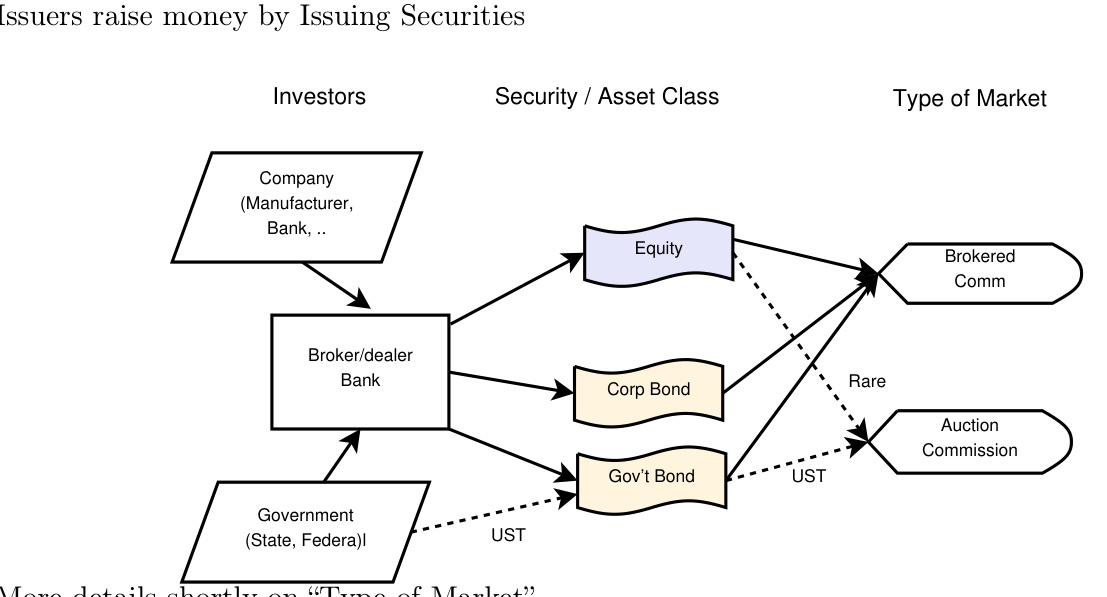 Issuers raise money by Issuing Securities
Investors
Security / Asset Class
Type of Market
Company
(Manufacturer,
Bank, ..
Equity
Brokered
Comm
Broker/dealer
Bank
Corp Bond
Rare
Auction
Commission
Gov't Bond
UST
Government
(State, Federa)l
UST
More details shortly on “Type of Market”